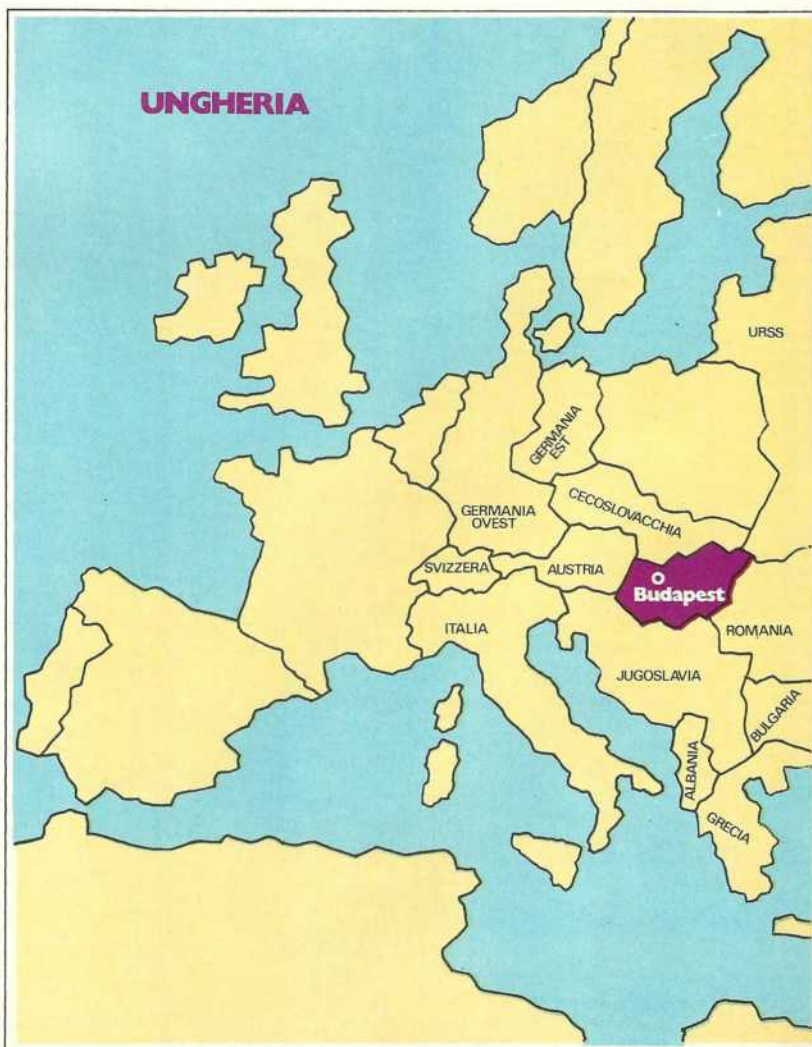 UNGHERIA
URSS
GERMANIA
EST
CECOSLOVACCHIA
GERMANIA
OVEST
SVIZZERA
AUSTRIA
Budapest
ITALIA
ROMANIA
JUGOSLAVIA
BULGARIA
ALBANIA
GRECIA